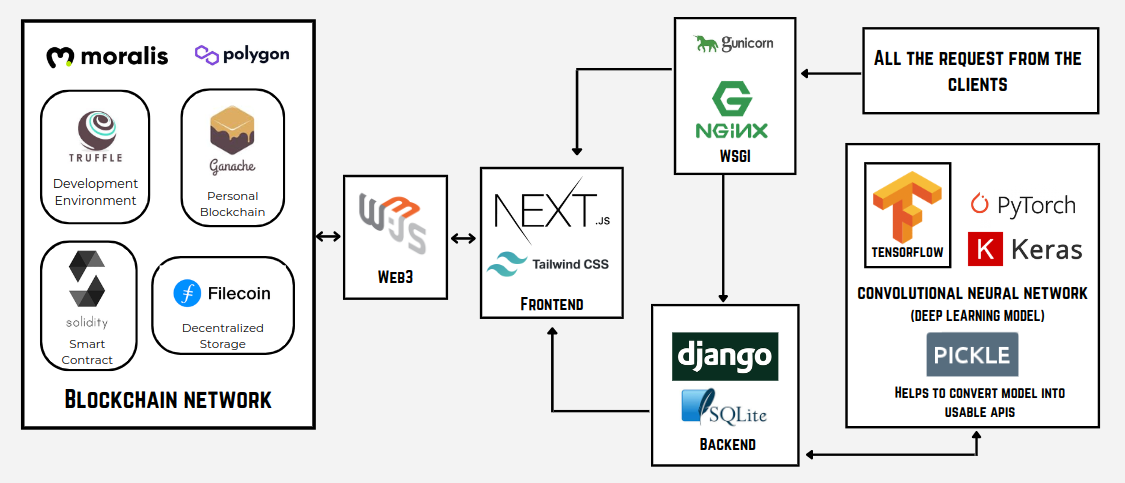 moralis
polygon
TRUFFLE
Development
Environment
Ganache
Personal
Blockchain
solidity
Smart
Contract
Filecoin
Decentralized
Storage
BLOCKCHAIN NETWORK
W3JS
WEB3
NEXT.JS
Tailwind CSS
FRONTEND
gunicorn
NGINX
WSGI
ALL THE REQUEST FROM THE
CLIENTS
django
SQLite
BACKEND
TENSORFLOW
PyTorch
K Keras
CONVOLUTIONAL NEURAL NETWORK
(DEEP LEARNING MODEL)
PICKLE
HELPS TO CONVERT MODEL INTO
USABLE APIS